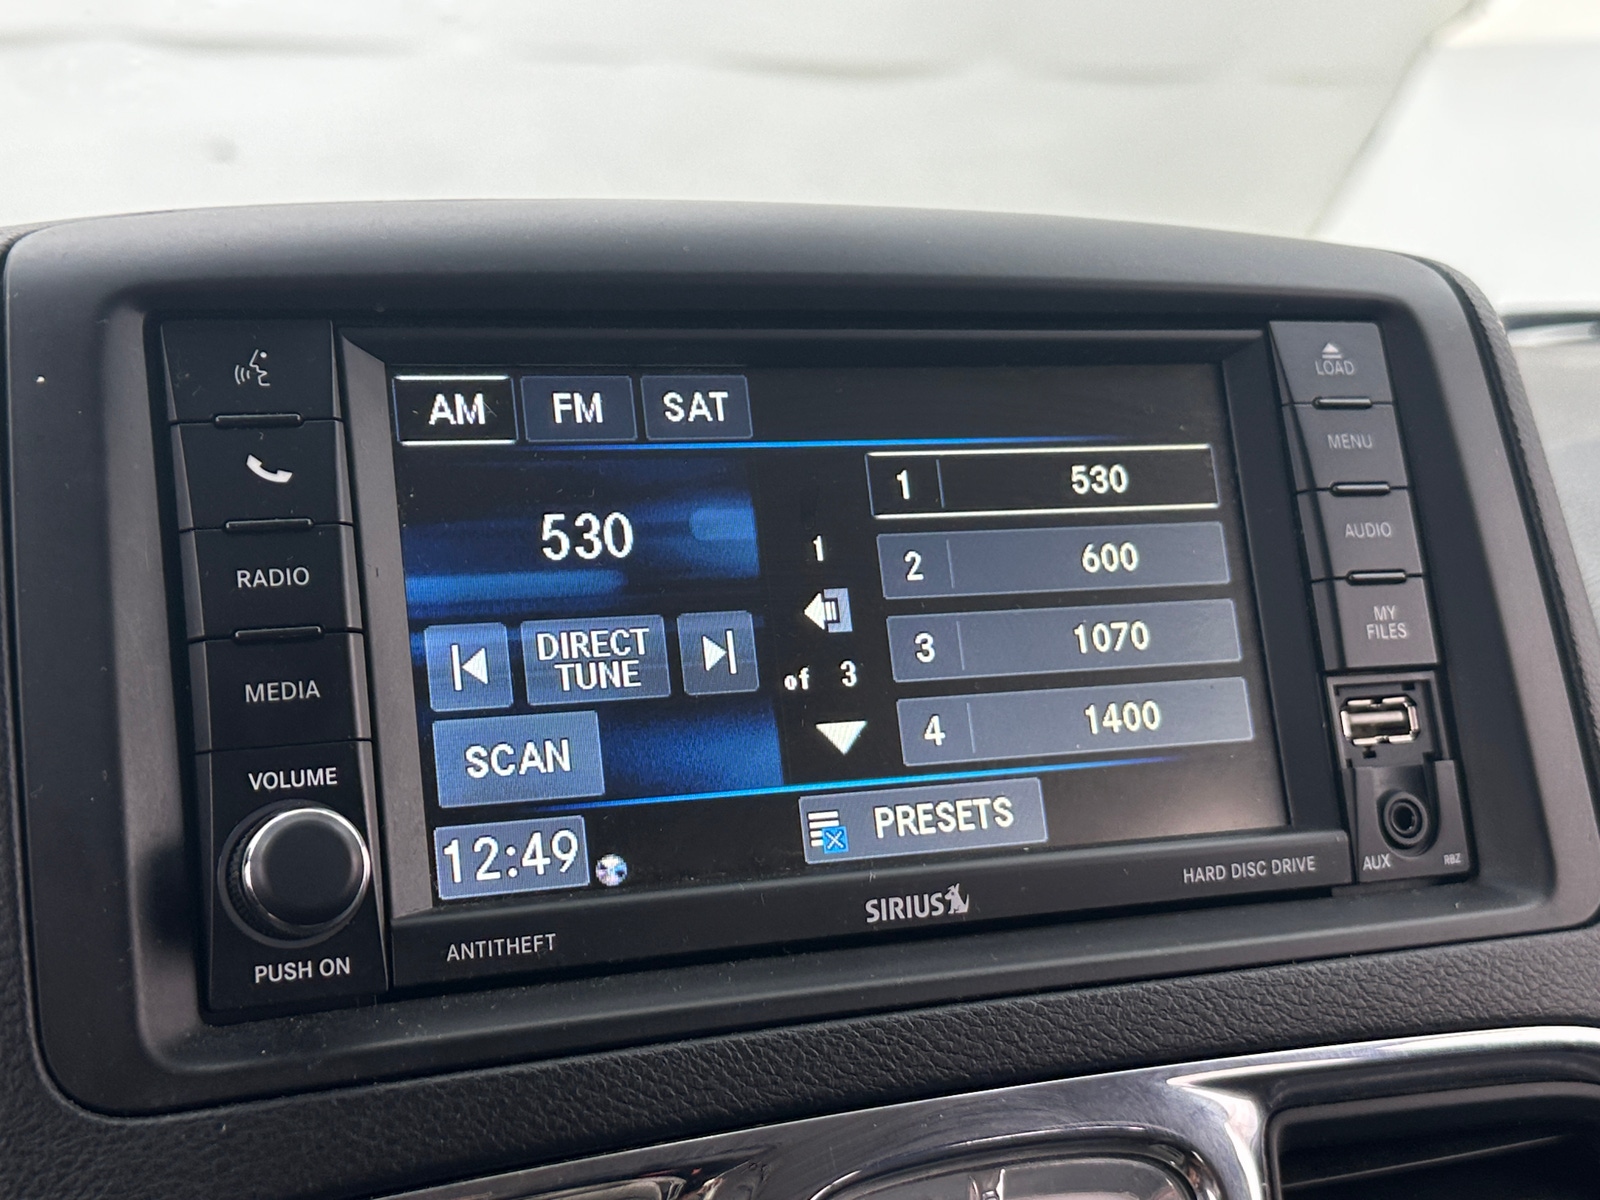 AM FM SAT
530
DIRECT
TUNE
SCAN
12:49
1
of 3
1 530
2 600
3 1070
4 1400
PRESETS
RADIO
MEDIA
VOLUME
PUSH ON
ANTITHEFT
SIRIUS
HARD DISC DRIVE
LOAD
MENU
AUDIO
MY
FILES
AUX
RBZ